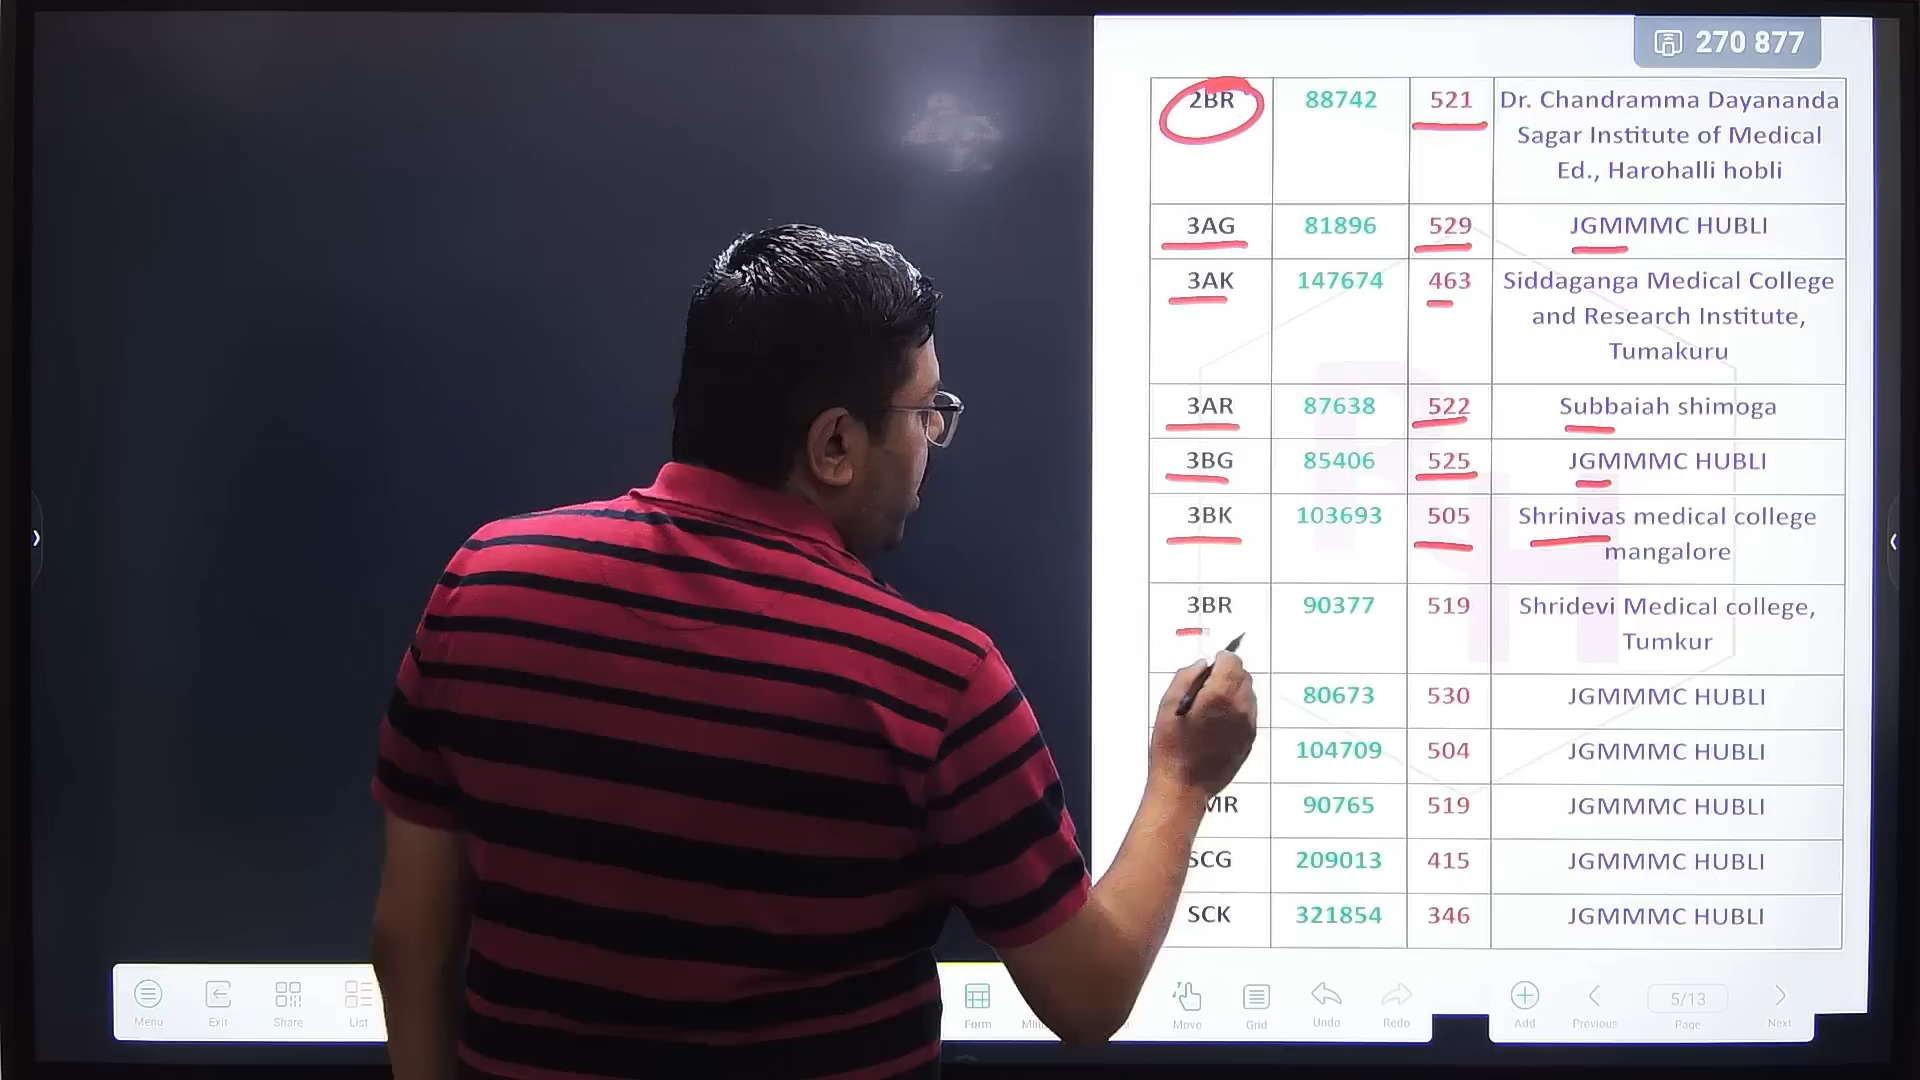 270 877
2BR 88742 521 Dr. Chandramma Dayananda
Sagar Institute of Medical
Ed., Harohalli hobli
3AG 81896 529 JGMMMC HUBLI
3AK 147674 463 Siddaganga Medical College
and Research Institute,
Tumakuru
3AR 87638 522 Subbaiah shimoga
3BG 85406 525 JGMMMC HUBLI
3BK 103693 505 Shrinivas medical college
mangalore
3BR 90377 519 Shridevi Medical college,
Tumkur
80673 530 JGMMMC HUBLI
104709 504 JGMMMC HUBLI
MR 90765 519 JGMMMC HUBLI
SCG 209013 415 JGMMMC HUBLI
SCK 321854 346 JGMMMC HUBLI
Menu Exit Share List Form Move Grid Undo Redo Add Previous 5/13 Page Next